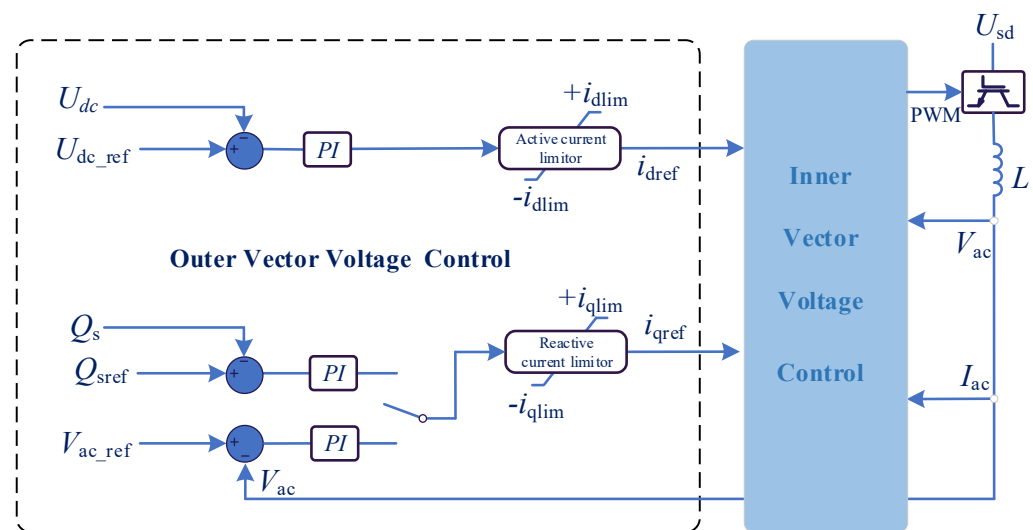 U_sd
+i_dlim
U_dc
−
PWM
U_dc_ref
+
PI
Active current
limitor
i_dref
-i_dlim
Inner
L
Vector
V_ac
Outer Vector Voltage Control
Voltage
+i_qlim
Q_s
i_qref
−
Reactive
current limitor
Q_sref
+
PI
-i_qlim
Control
I_ac
V_ac_ref
+
−
PI
V_ac